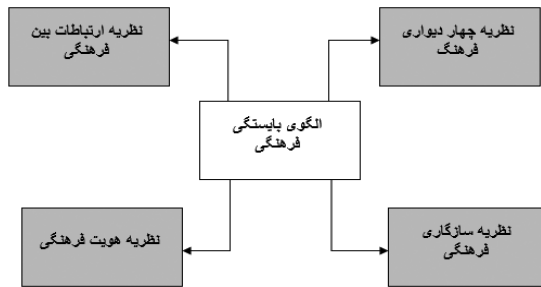 نظریه چهار دیواری
فرهنگ
نظریه ارتباطات بین
فرهنگی
الگوی بایستگی
فرهنگی
نظریه سازگاری
فرهنگی
نظریه هویت فرهنگی